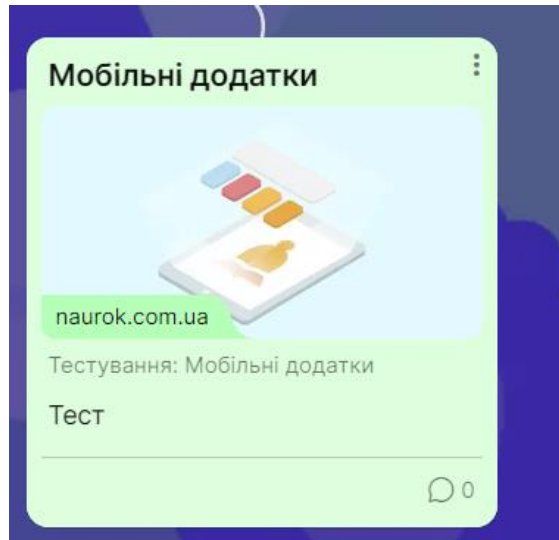 Мобільні додатки
naurok.com.ua
Тестування: Мобільні додатки
Тест
0